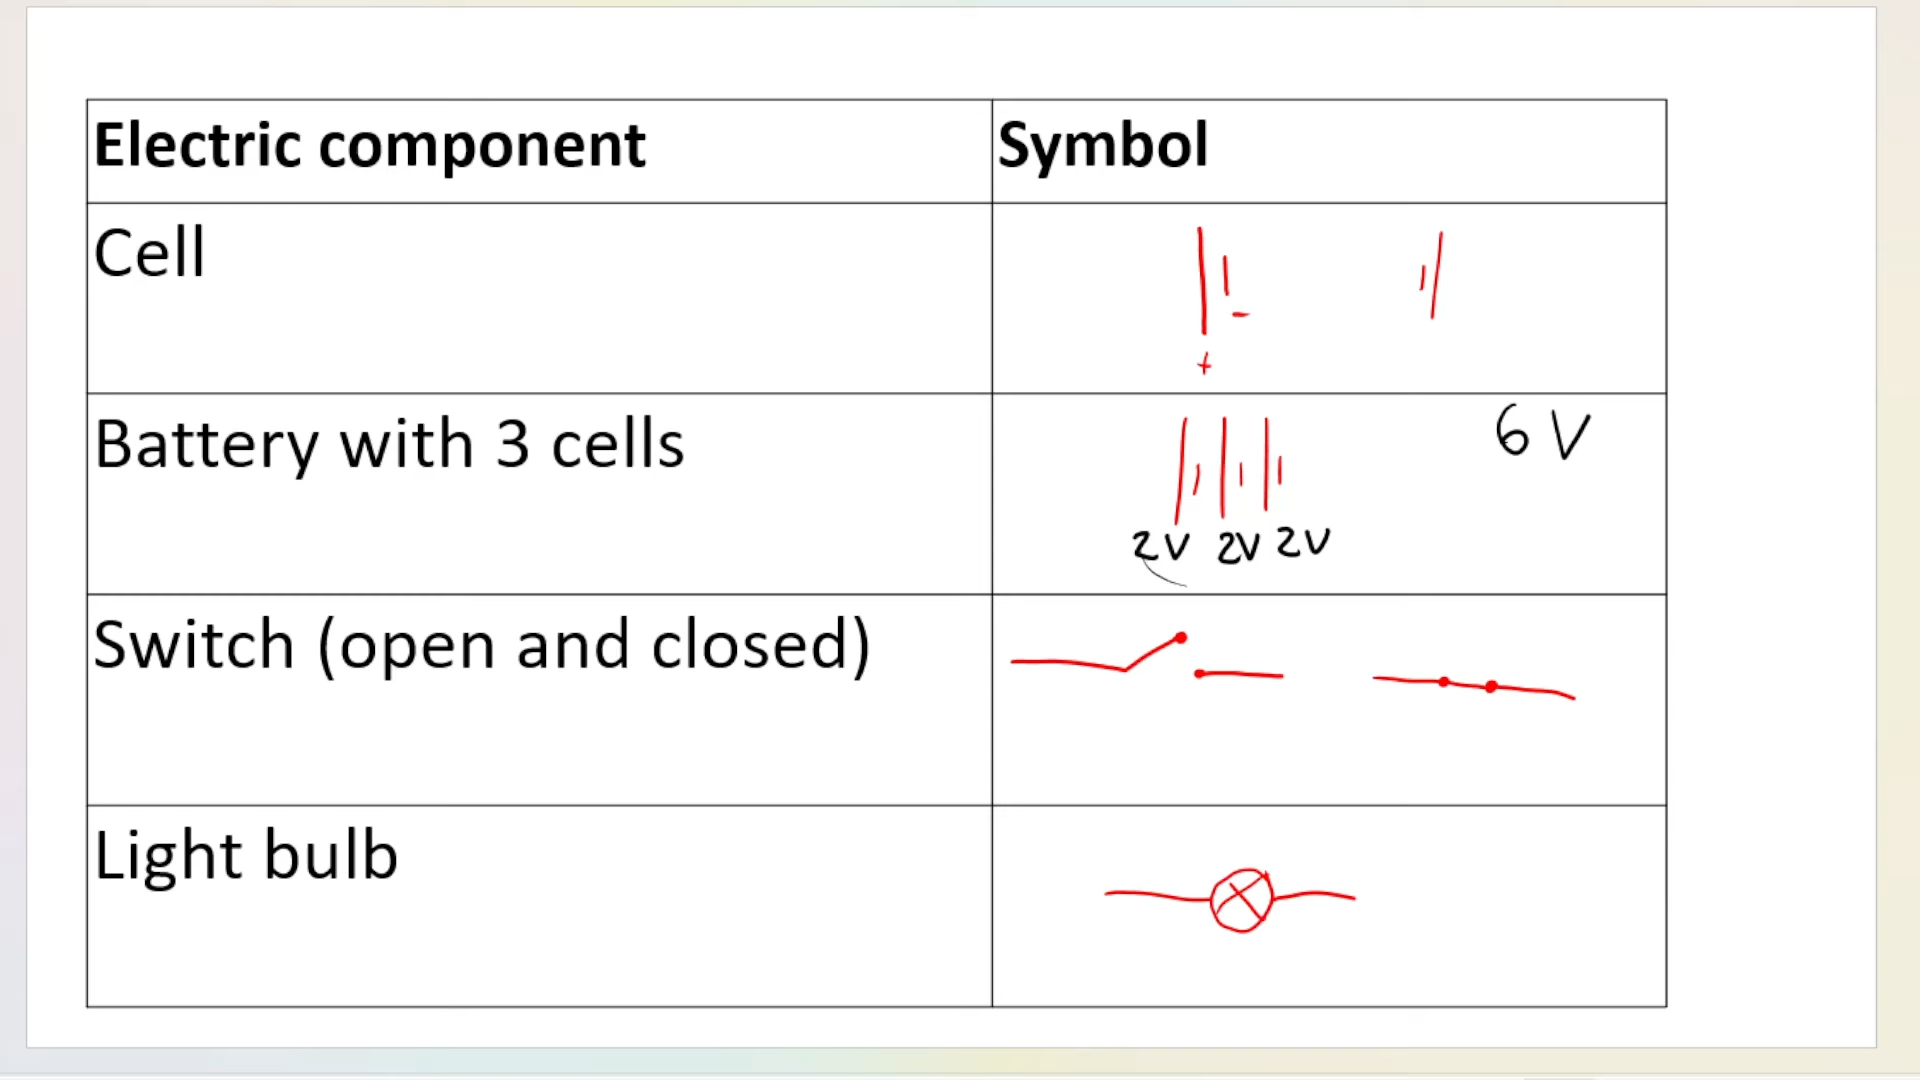 Electric component Symbol
Cell
-
+
Battery with 3 cells 6 V
2V 2V 2V
Switch (open and closed)
Light bulb